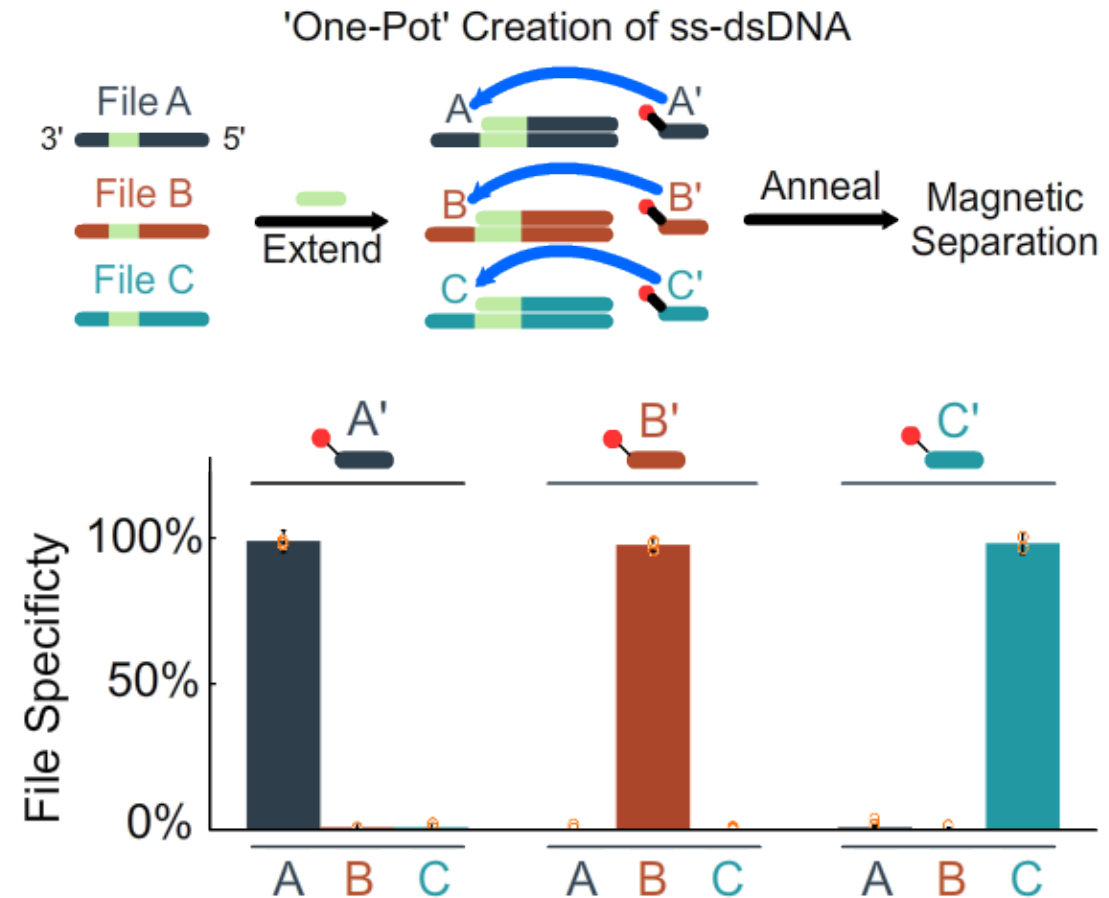 'One-Pot' Creation of ss-dsDNA
File A
3' 5'
File B
File C
Extend
A A'
B B'
C C'
Anneal
Magnetic
Separation
A' B' C'
File Specificty
100%
50%
0%
A B C A B C A B C